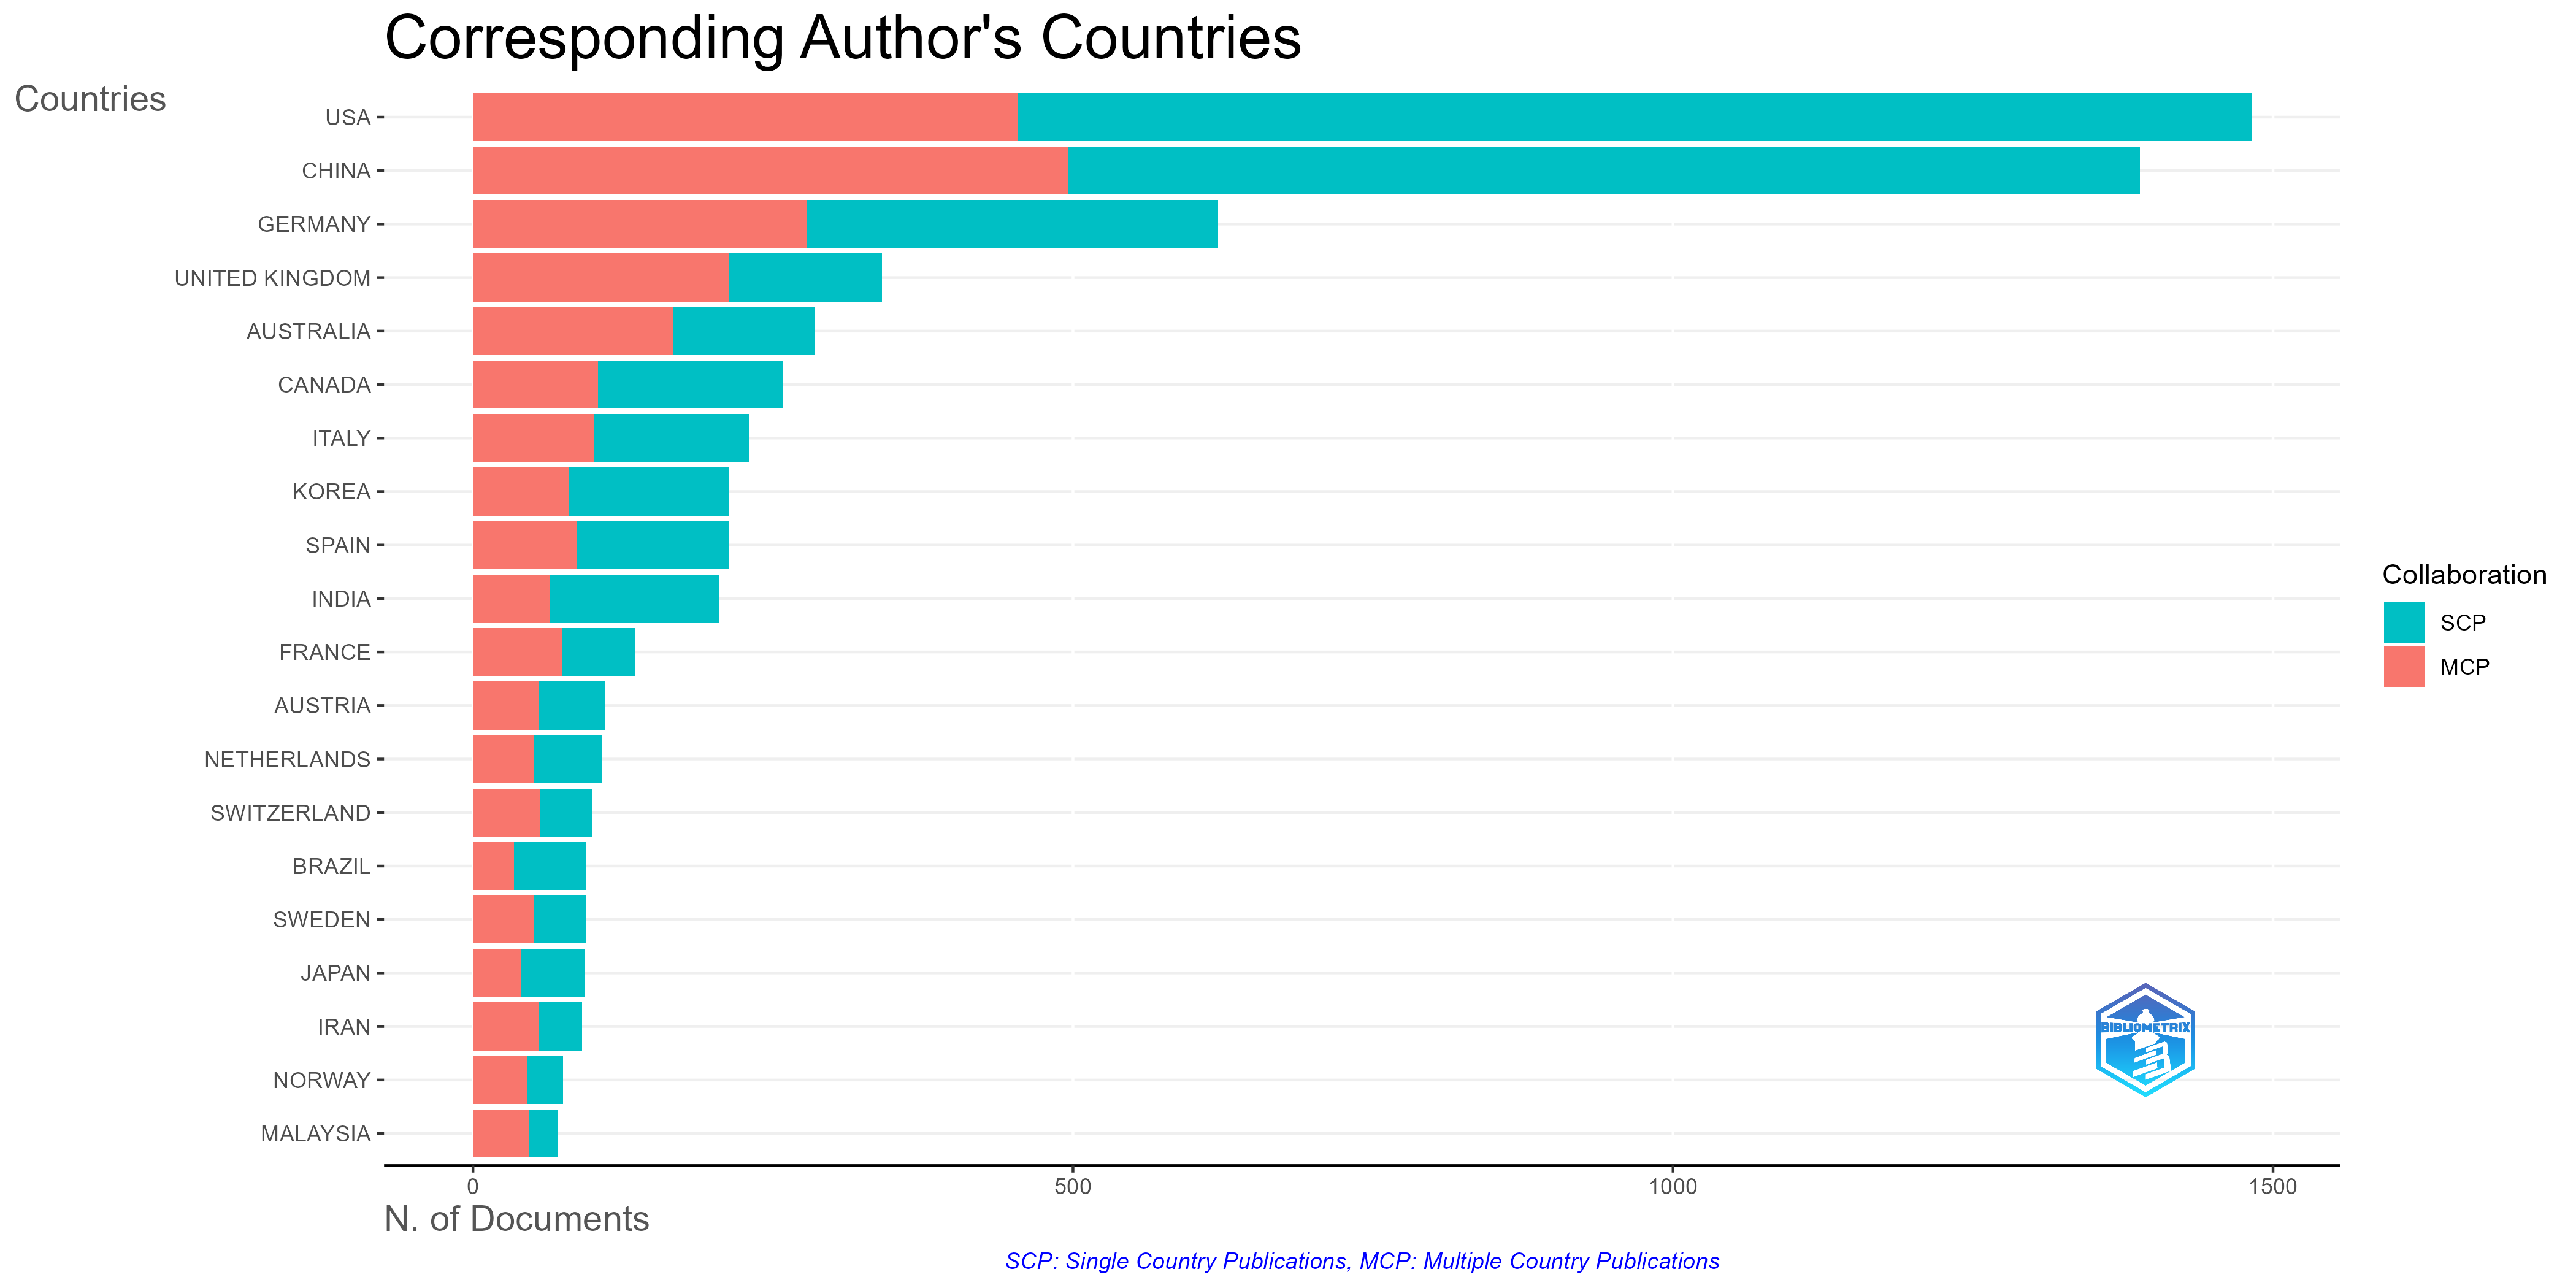 Corresponding Author's Countries
Countries
USA
CHINA
GERMANY
UNITED KINGDOM
AUSTRALIA
CANADA
ITALY
KOREA
SPAIN
INDIA
FRANCE
AUSTRIA
NETHERLANDS
SWITZERLAND
BRAZIL
SWEDEN
JAPAN
IRAN
NORWAY
MALAYSIA
0 500 1000 1500
N. of Documents
SCP: Single Country Publications, MCP: Multiple Country Publications
Collaboration
SCP
MCP
BIBLIOMETRIX